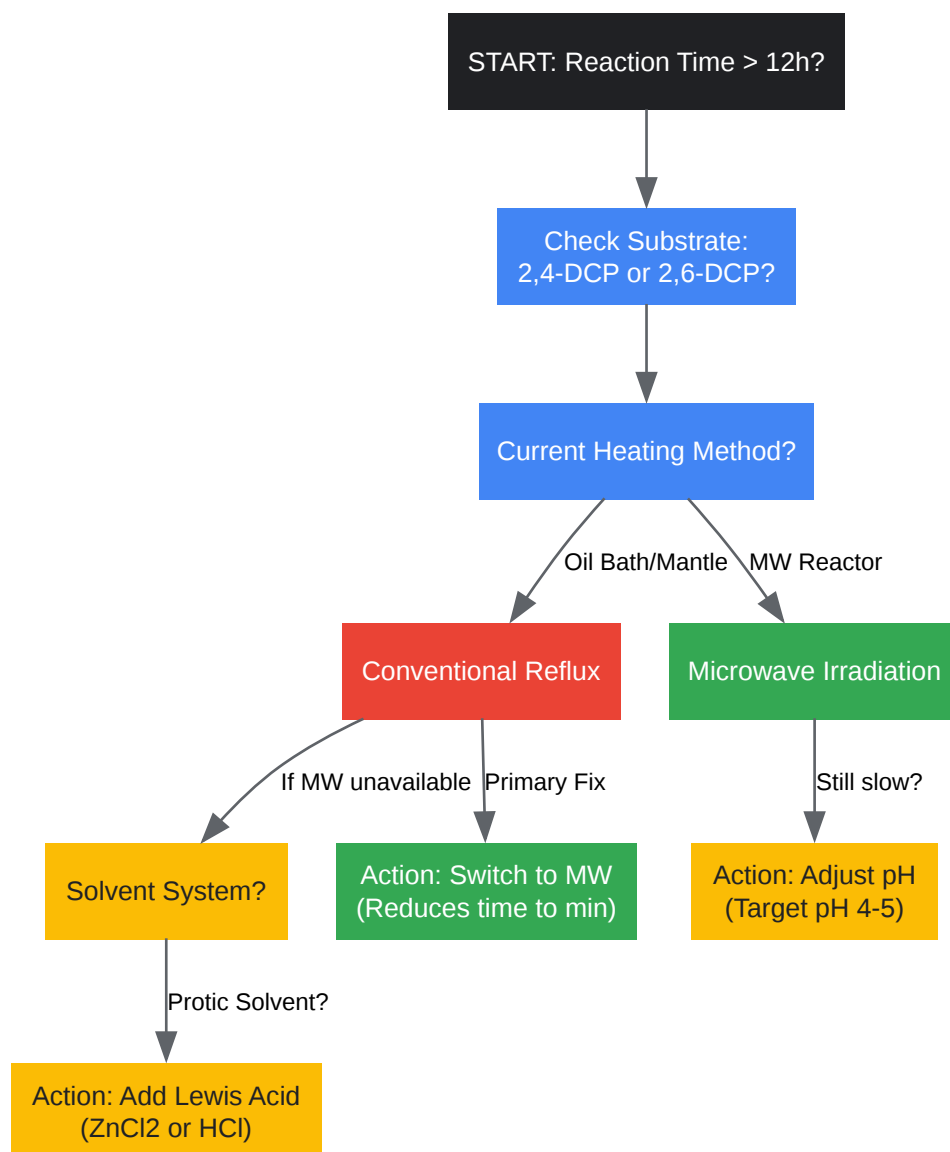 START: Reaction Time > 12h?
Check Substrate:
2,4-DCP or 2,6-DCP?
Current Heating Method?
Oil Bath/Mantle
MW Reactor
Conventional Reflux
Microwave Irradiation
If MW unavailable
Primary Fix
Still slow?
Solvent System?
Action: Switch to MW
(Reduces time to min)
Action: Adjust pH
(Target pH 4-5)
Protic Solvent?
Action: Add Lewis Acid
(ZnCl2 or HCl)